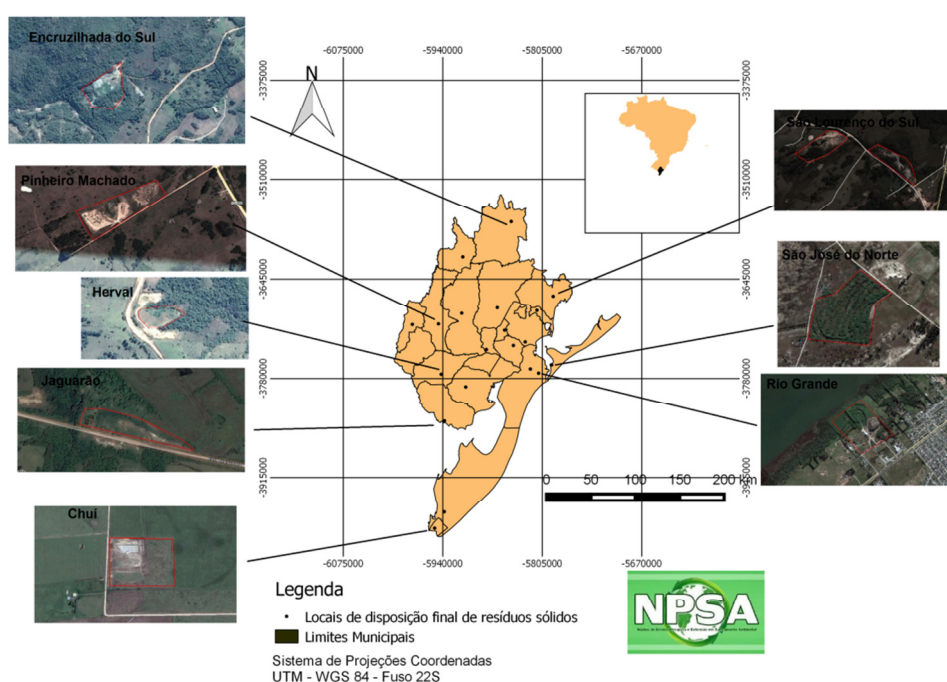 Encruzilhada do Sul
Pinheiro Machado
Herval
Jaguarão
Chui
São Lourenço do Sul
São José do Norte
Rio Grande
N
-6075000
-5940000
-5805000
-5670000
-3375000
-3375000
-3510000
-3510000
-3645000
-3645000
-3780000
-3780000
-3915000
-3915000
0 50 100 150 200 km
-6075000
-5940000
-5805000
-5670000
Legenda
Locais de disposição final de resíduos sólidos
Limites Municipais
Sistema de Projeções Coordenadas
UTM - WGS 84 - Fuso 22S
NPSA